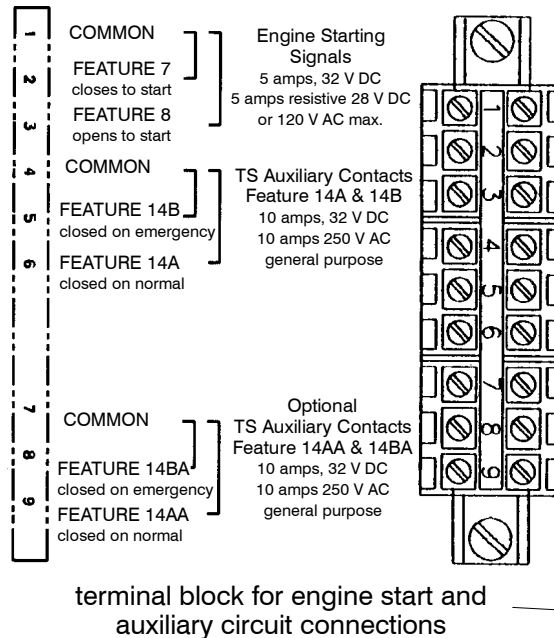 1 COMMON
2 FEATURE 7
closes to start
3 FEATURE 8
opens to start
Engine Starting
Signals
5 amps, 32 V DC
5 amps resistive 28 V DC
or 120 V AC max.
4 COMMON
5 FEATURE 14B
closed on emergency
6 FEATURE 14A
closed on normal
TS Auxiliary Contacts
Feature 14A & 14B
10 amps, 32 V DC
10 amps 250 V AC
general purpose
7 COMMON
8 FEATURE 14BA
closed on emergency
9 FEATURE 14AA
closed on normal
Optional
TS Auxiliary Contacts
Feature 14AA & 14BA
10 amps, 32 V DC
10 amps 250 V AC
general purpose
1
2
3
4
5
6
7
8
9
terminal block for engine start and
auxiliary circuit connections